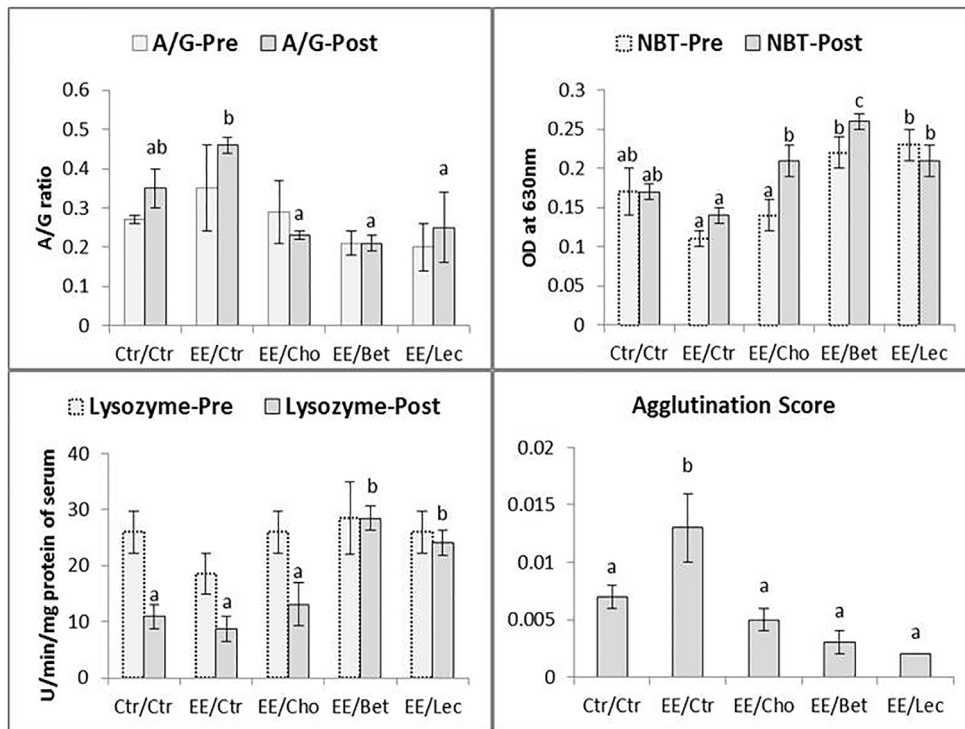 A/G-Pre A/G-Post
0.6
0.5
0.4
0.3
0.2
0.1
0
A/G ratio
ab
b
a
a
a
Ctr/Ctr EE/Ctr EE/Cho EE/Bet EE/Lec
NBT-Pre NBT-Post
0.3
0.25
0.2
0.15
0.1
0.05
0
OD at 630nm
ab ab
a a
a b
b c
b b
Ctr/Ctr EE/Ctr EE/Cho EE/Bet EE/Lec
Lysozyme-Pre Lysozyme-Post
40
30
20
10
0
U/min/mg protein of serum
a
a
a
b
b
Ctr/Ctr EE/Ctr EE/Cho EE/Bet EE/Lec
Agglutination Score
0.02
0.015
0.01
0.005
0
a
b
a
a
a
Ctr/Ctr EE/Ctr EE/Cho EE/Bet EE/Lec